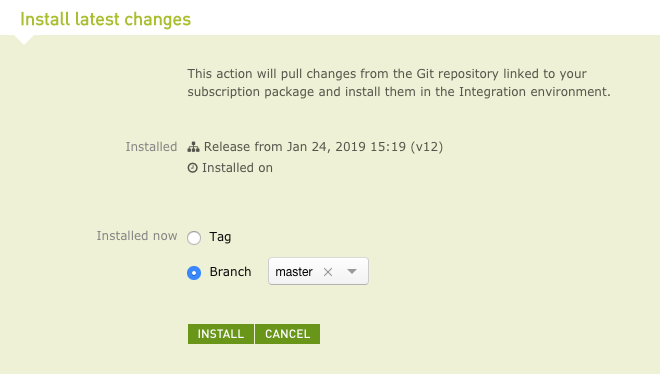 Install latest changes
This action will pull changes from the Git repository linked to your
subscription package and install them in the Integration environment.
Installed Release from Jan 24, 2019 15:19 (v12)
Installed on
Installed now Tag
Branch master
INSTALL CANCEL